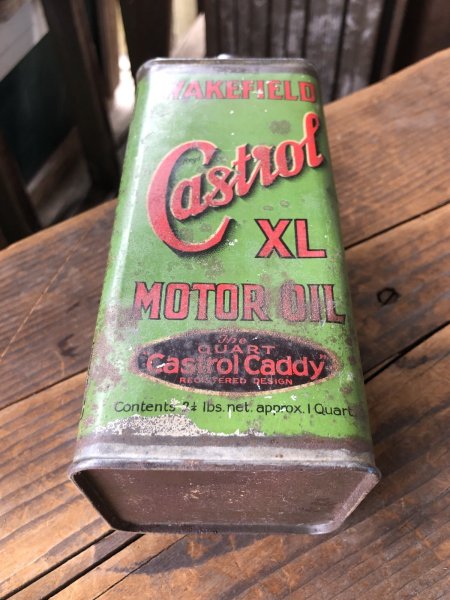 WAKEFIELD
Castrol
XL
MOTOR OIL
The
QUART
"Castrol Caddy"
REGISTERED DESIGN
Contents 2¼ lbs. net. approx. 1 Quart